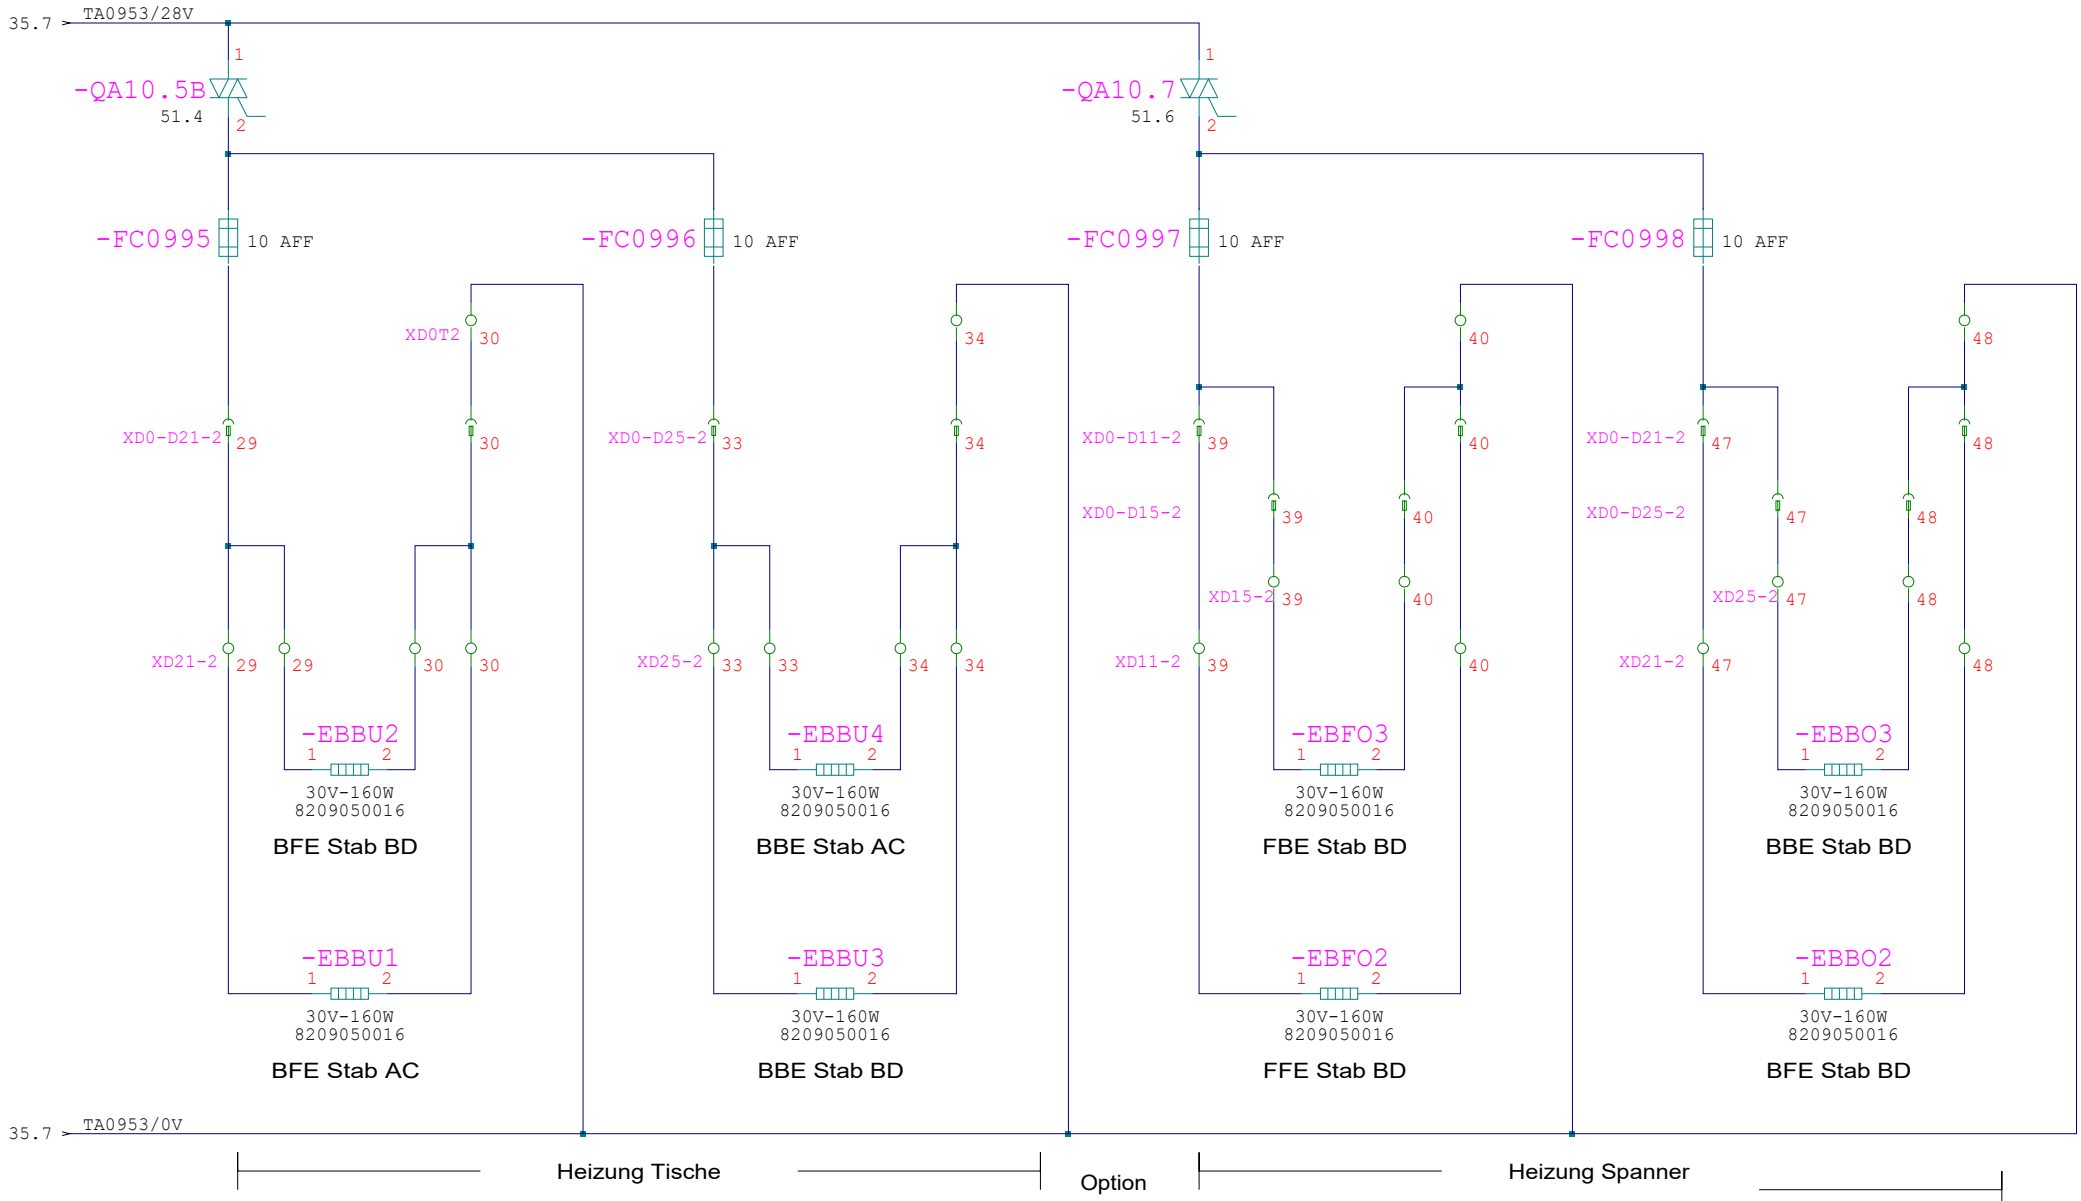 35.7 > TA0953/28V
1 1
-QA10.5B -QA10.7
51.4 51.6
2 2
-FC0995 10 AFF -FC0996 10 AFF -FC0997 10 AFF -FC0998 10 AFF
XD0T2 30 34 40 48
XD0-D21-2 29 30 XD0-D25-2 33 34 XD0-D11-2 39 40 XD0-D21-2 47 48
XD0-D15-2 39 40 XD0-D25-2 47 48
XD15-2 39 40 XD25-2 47 48
XD21-2 29 29 30 30 XD25-2 33 33 34 34 XD11-2 39 40 XD21-2 47 48
-EBBU2 -EBBU4 -EBFO3 -EBBO3
1 2 1 2 1 2 1 2
30V-160W 30V-160W 30V-160W 30V-160W
8209050016 8209050016 8209050016 8209050016
BFE Stab BD BBE Stab AC FBE Stab BD BBE Stab BD
-EBBU1 -EBBU3 -EBFO2 -EBBO2
1 2 1 2 1 2 1 2
30V-160W 30V-160W 30V-160W 30V-160W
8209050016 8209050016 8209050016 8209050016
BFE Stab AC BBE Stab BD FFE Stab BD BFE Stab BD
35.7 > TA0953/0V
Heizung Tische Option Heizung Spanner